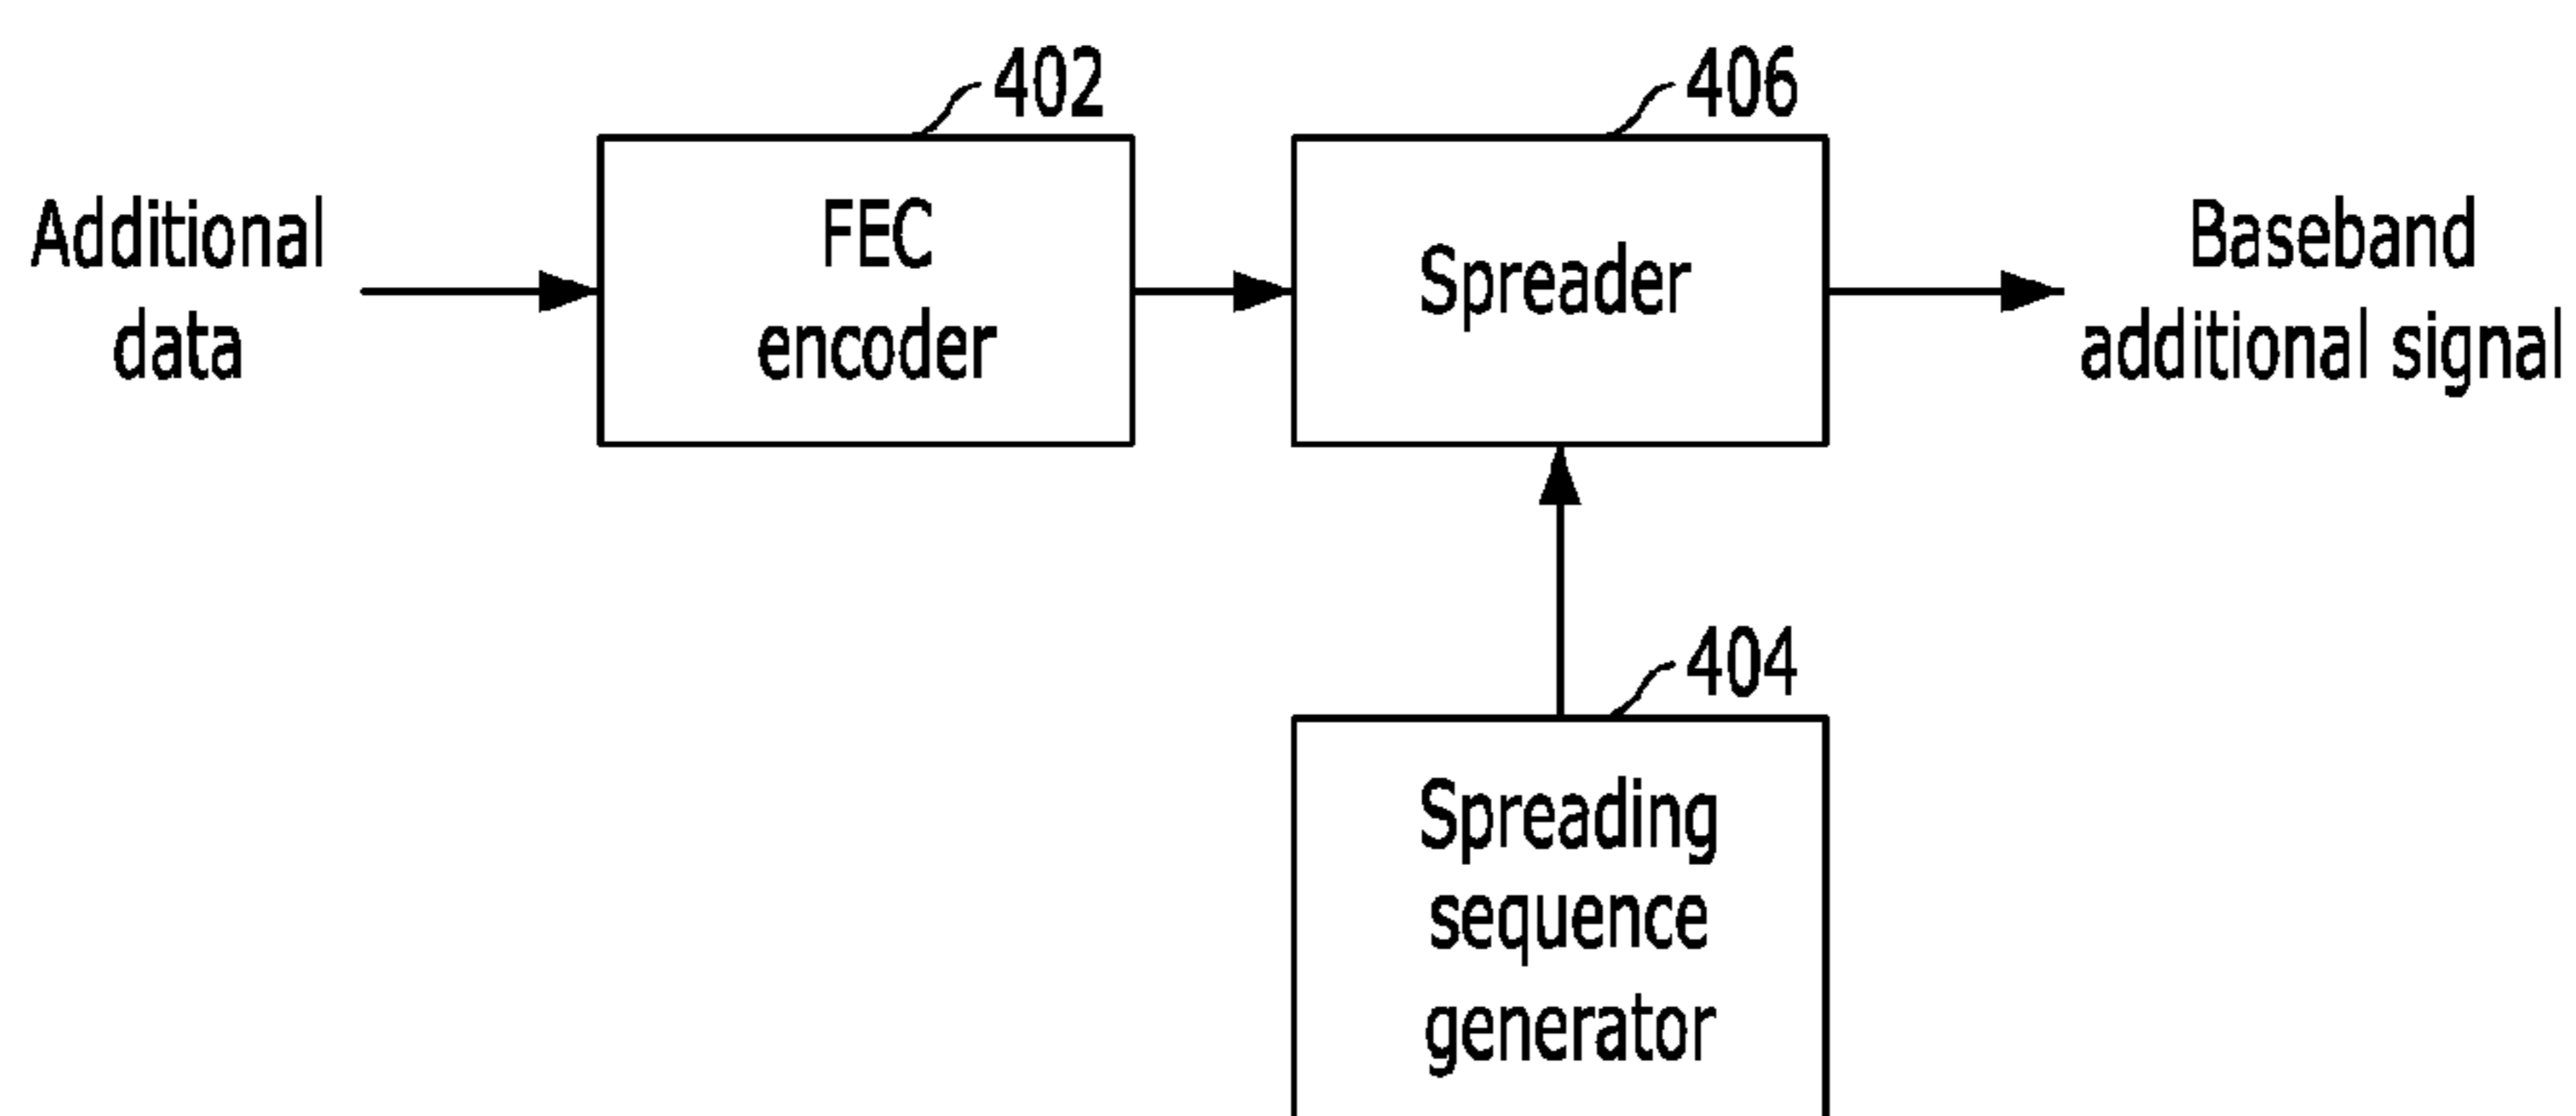 402
406
Additional
data
FEC
encoder
Spreader
Baseband
additional signal
404
Spreading
sequence
generator